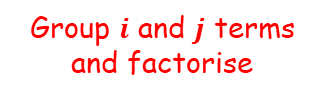 Group i and j terms
and factorise